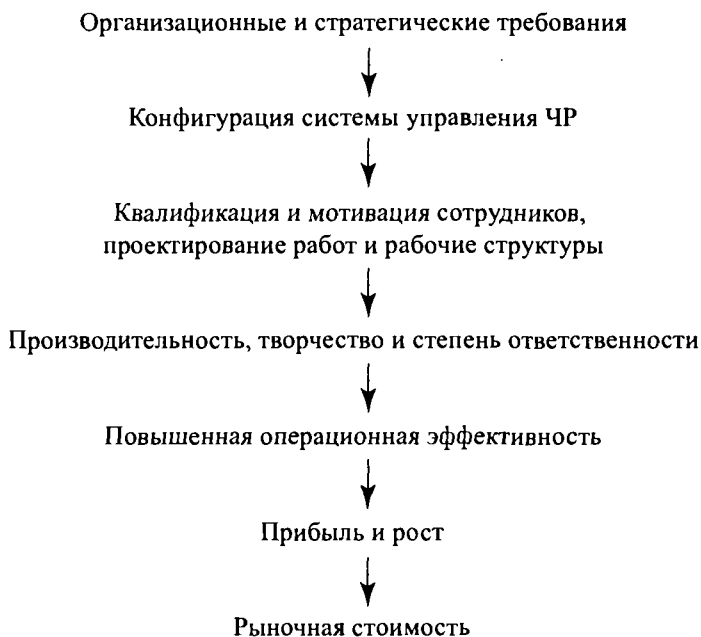 Организационные и стратегические требования
Конфигурация системы управления ЧР
Квалификация и мотивация сотрудников,
проектирование работ и рабочие структуры
Производительность, творчество и степень ответственности
Повышенная операционная эффективность
Прибыль и рост
Рыночная стоимость